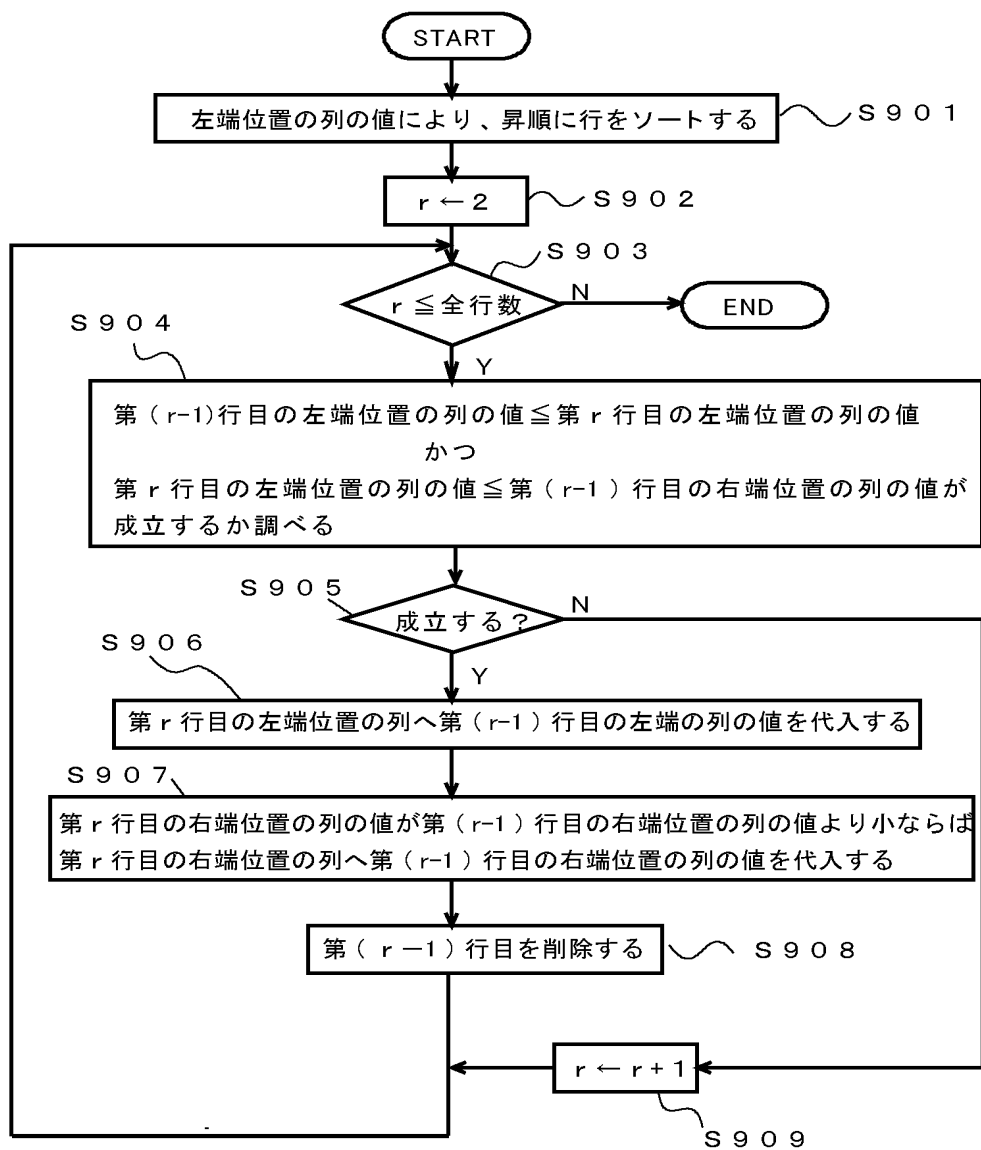 START
左端位置の列の値により、昇順に行をソートする
S901
r ← 2
S902
S903
r ≦ 全行数
N
END
S904
Y
第(r-1)行目の左端位置の列の値≦第r行目の左端位置の列の値
かつ
第r行目の左端位置の列の値≦第(r-1)行目の右端位置の列の値が
成立するか調べる
S905
成立する?
N
S906
Y
第r行目の左端位置の列へ第(r-1)行目の左端の列の値を代入する
S907
第r行目の右端位置の列の値が第(r-1)行目の右端位置の列の値より小ならば
第r行目の右端位置の列へ第(r-1)行目の右端位置の列の値を代入する
第(r-1)行目を削除する
S908
r ← r+1
S909